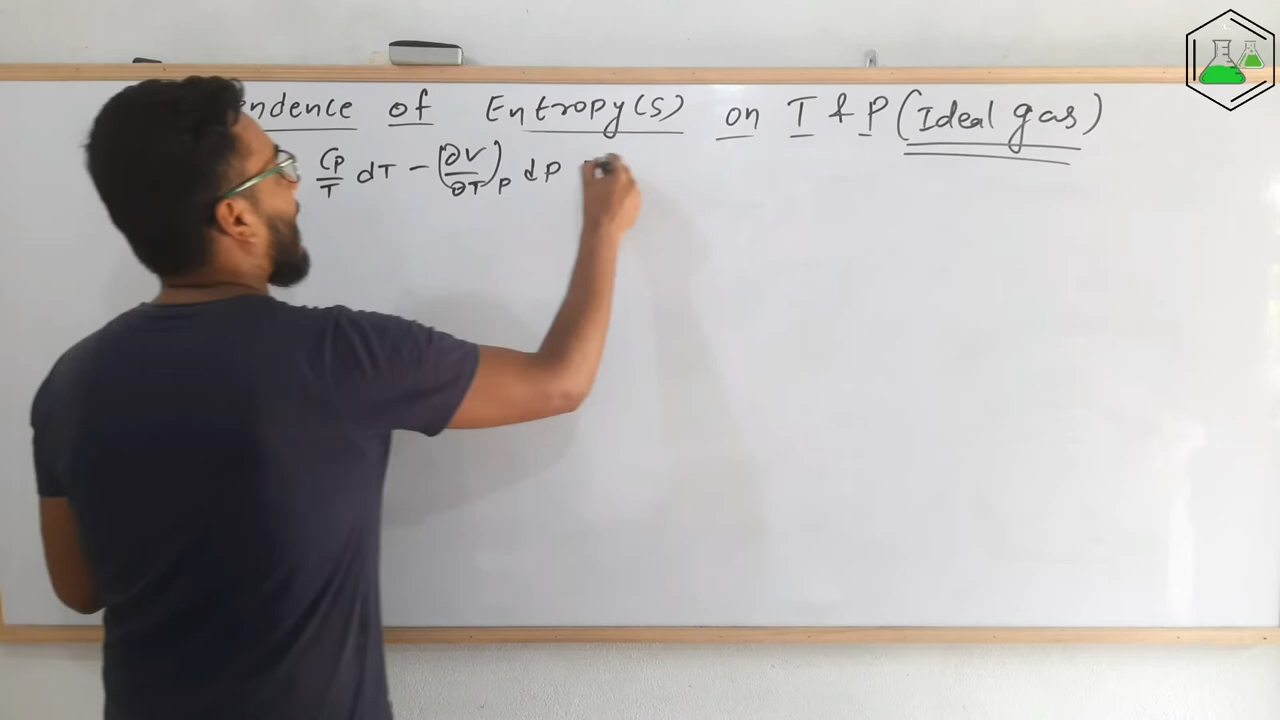 endence of Entropy(S) on T & P (Ideal gas)
Cp/T dT - (∂V/∂T)P dP